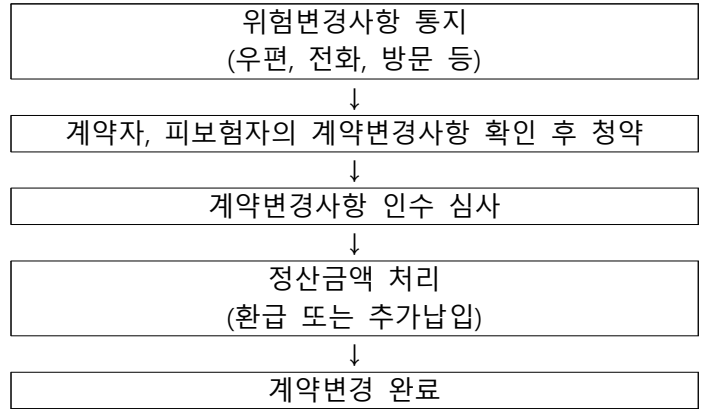 위험변경사항 통지
(우편, 전화, 방문 등)
↓
계약자, 피보험자의 계약변경사항 확인 후 청약
↓
계약변경사항 인수 심사
↓
정산금액 처리
(환급 또는 추가납입)
↓
계약변경 완료